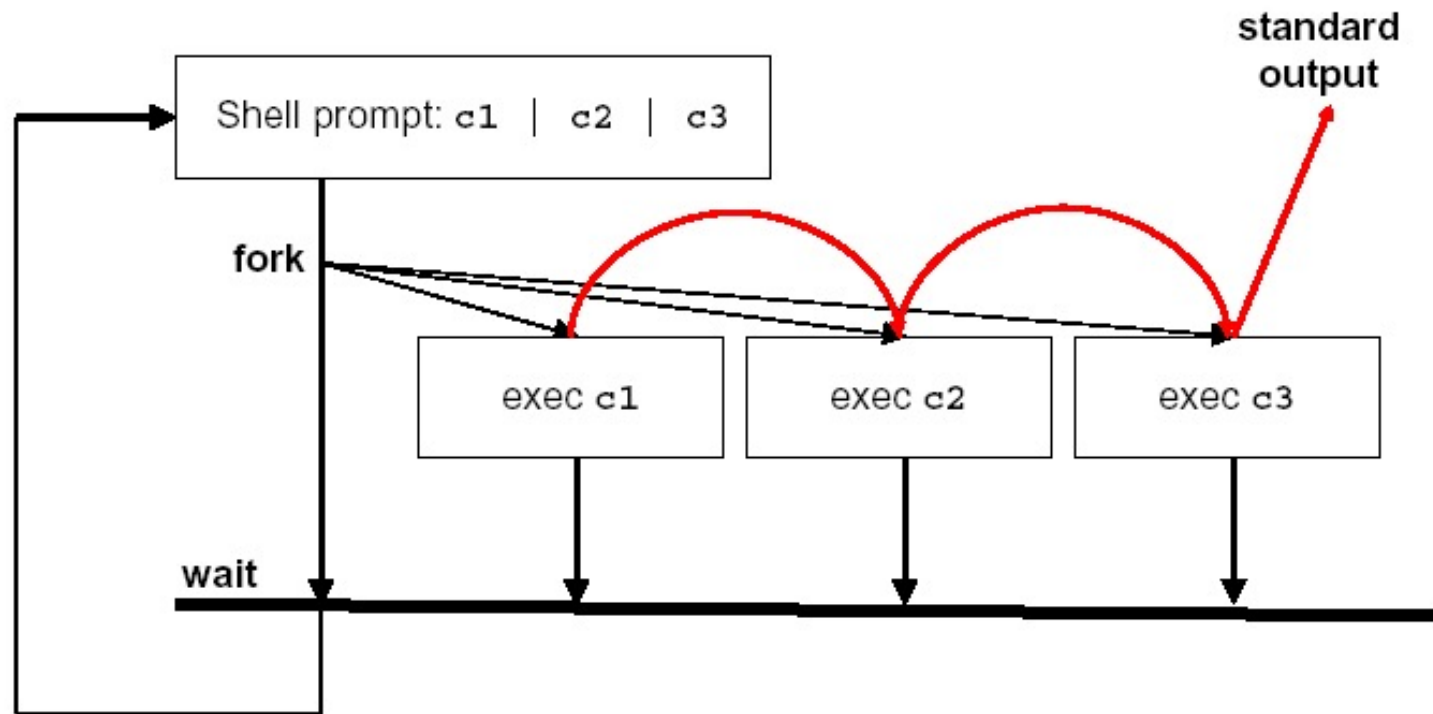 standard
output
Shell prompt: c1 | c2 | c3
fork
exec c1
exec c2
exec c3
wait